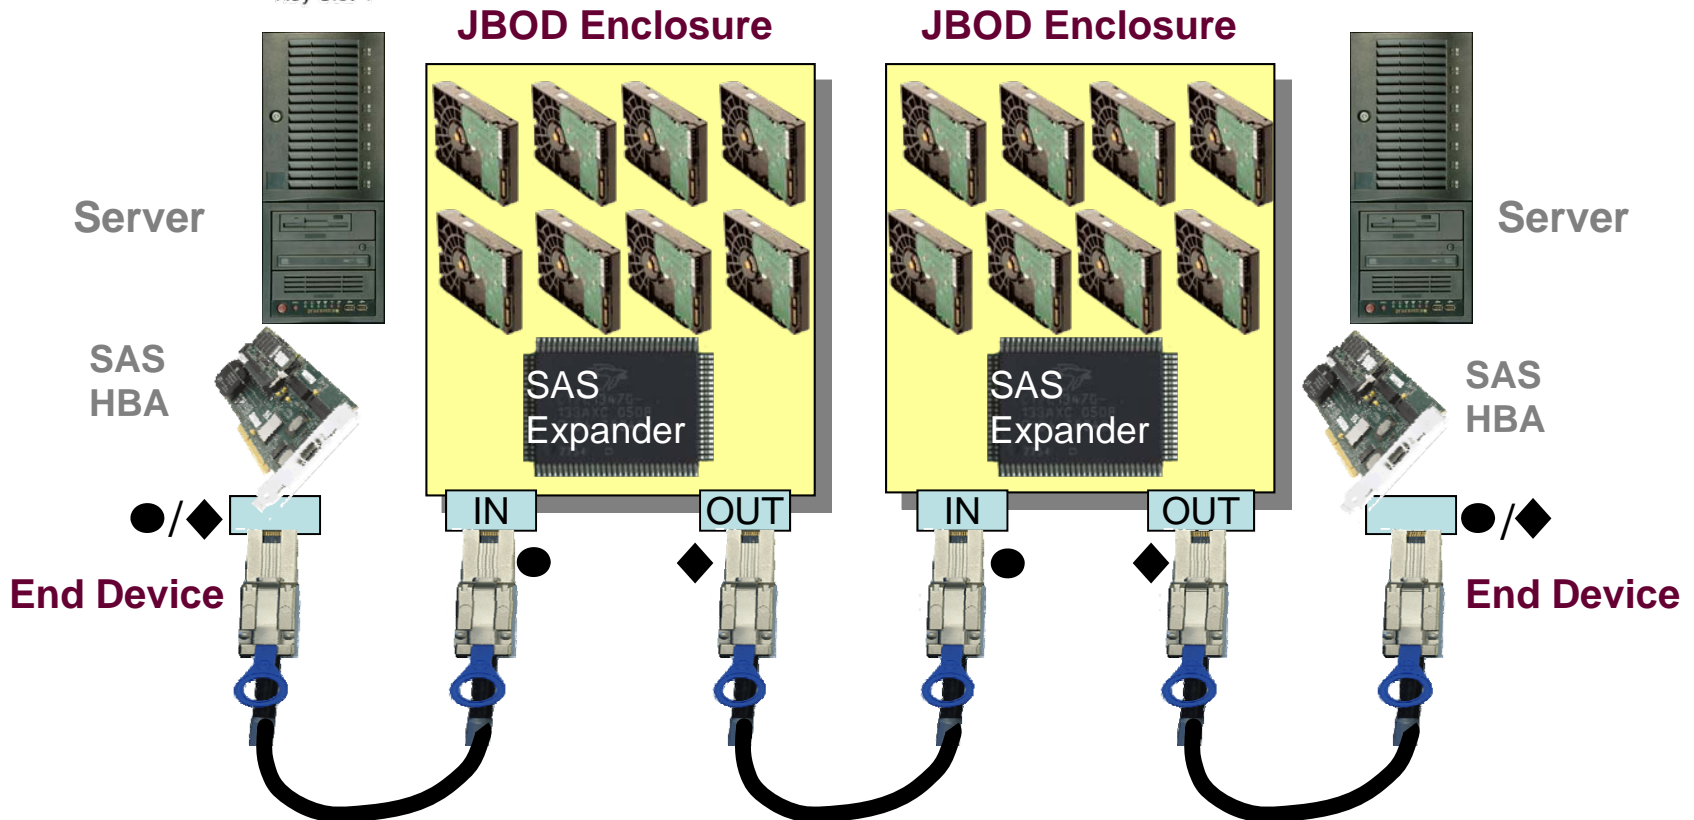 JBOD Enclosure
JBOD Enclosure
Server
Server
SAS
HBA
SAS
Expander
SAS
Expander
SAS
HBA
●/◆
IN
OUT
IN
OUT
●/◆
●
◆
●
◆
End Device
End Device